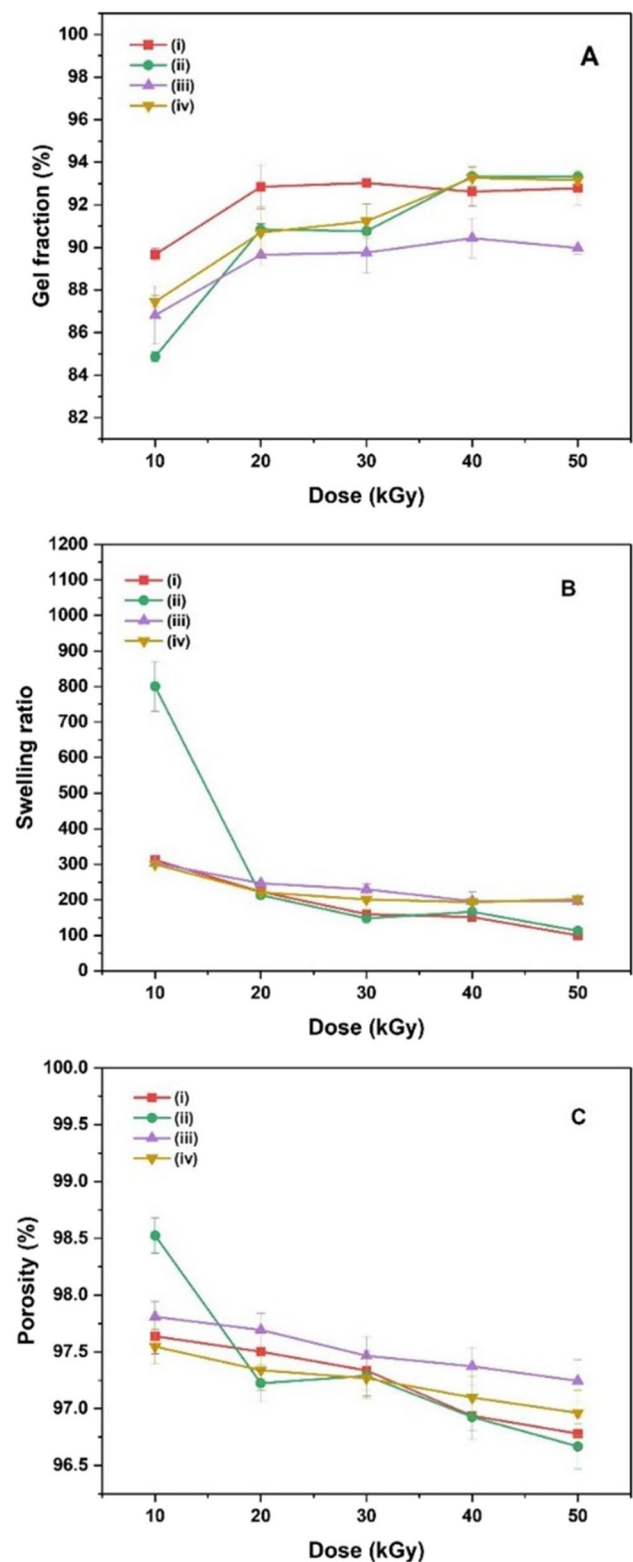 A
(i)
(ii)
(iii)
(iv)
100
98
96
94
92
90
88
86
84
82
Gel fraction (%)
10 20 30 40 50
Dose (kGy)
B
(i)
(ii)
(iii)
(iv)
1200
1100
1000
900
800
700
600
500
400
300
200
100
0
Swelling ratio
10 20 30 40 50
Dose (kGy)
C
(i)
(ii)
(iii)
(iv)
100.0
99.5
99.0
98.5
98.0
97.5
97.0
96.5
Porosity (%)
10 20 30 40 50
Dose (kGy)